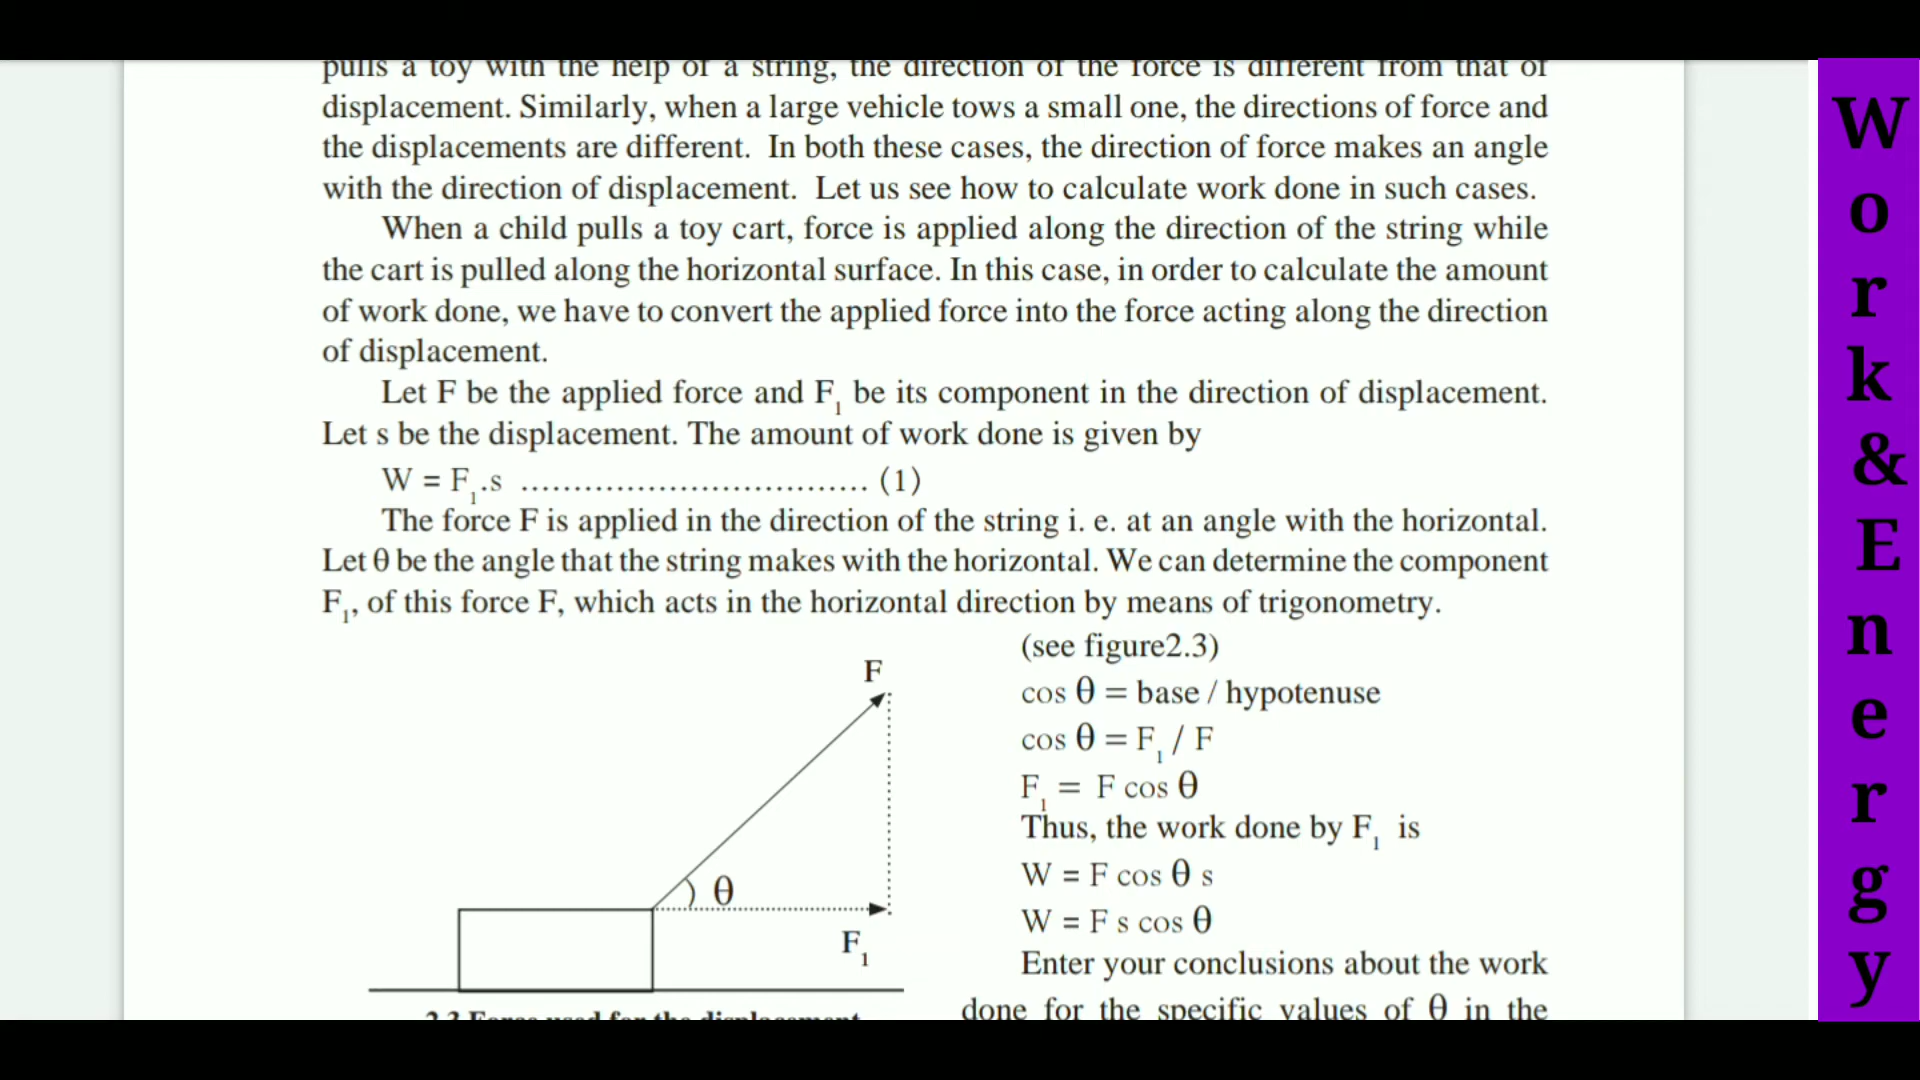 pulls a toy with the help of a string, the direction of the force is different from that of
displacement. Similarly, when a large vehicle tows a small one, the directions of force and
the displacements are different. In both these cases, the direction of force makes an angle
with the direction of displacement. Let us see how to calculate work done in such cases.
When a child pulls a toy cart, force is applied along the direction of the string while
the cart is pulled along the horizontal surface. In this case, in order to calculate the amount
of work done, we have to convert the applied force into the force acting along the direction
of displacement.
Let F be the applied force and F₁ be its component in the direction of displacement.
Let s be the displacement. The amount of work done is given by
W = F₁.s ................................. (1)
The force F is applied in the direction of the string i. e. at an angle with the horizontal.
Let θ be the angle that the string makes with the horizontal. We can determine the component
F₁, of this force F, which acts in the horizontal direction by means of trigonometry.
(see figure2.3)
cos θ = base / hypotenuse
cos θ = F₁ / F
F₁ = F cos θ
Thus, the work done by F₁ is
W = F cos θ s
W = F s cos θ
Enter your conclusions about the work
done for the specific values of θ in the
F
θ
F₁
2.3 Force used for the displacement
Work & Energy